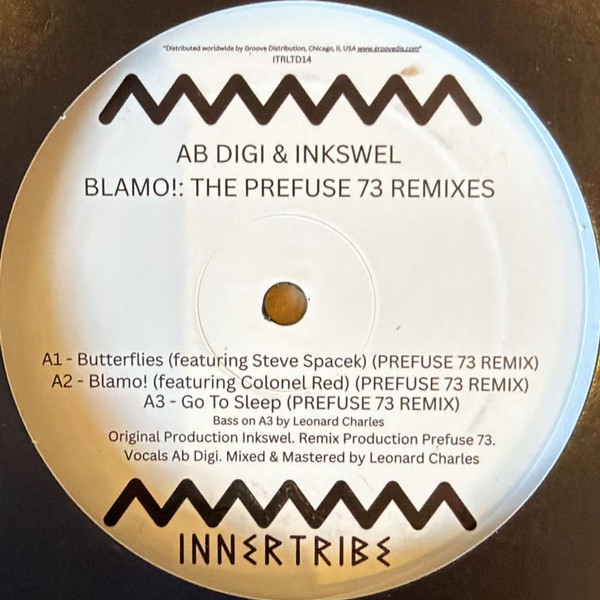 "Distributed worldwide by Groove Distribution, Chicago, IL USA www.groovedis.com"
ITRLTD14
AB DIGI & INKSWEL
BLAMO!: THE PREFUSE 73 REMIXES
A1 - Butterflies (featuring Steve Spacek) (PREFUSE 73 REMIX)
A2 - Blamo! (featuring Colonel Red) (PREFUSE 73 REMIX)
A3 - Go To Sleep (PREFUSE 73 REMIX)
Bass on A3 by Leonard Charles
Original Production Inkswel. Remix Production Prefuse 73.
Vocals Ab Digi. Mixed & Mastered by Leonard Charles
INNERTRIBE